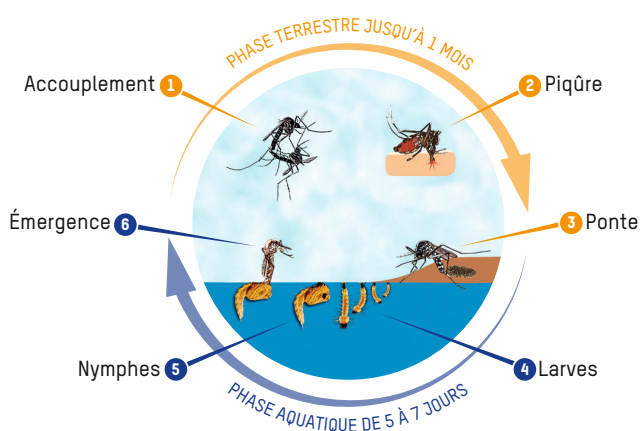 PHASE TERRESTRE JUSQU'À 1 MOIS
Accouplement 1
2 Piqûre
Émergence 6
3 Ponte
Nymphes 5
4 Larves
PHASE AQUATIQUE DE 5 À 7 JOURS